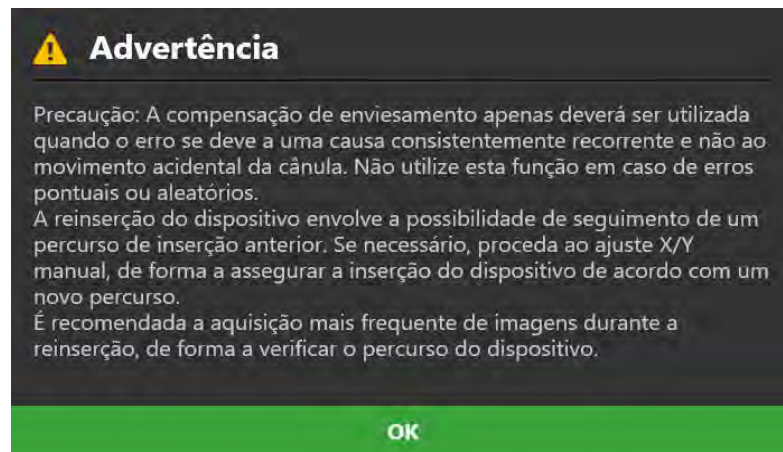 Advertência
Precaução: A compensação de enviesamento apenas deverá ser utilizada
quando o erro se deve a uma causa consistentemente recorrente e não ao
movimento acidental da cânula. Não utilize esta função em caso de erros
pontuais ou aleatórios.
A reinserção do dispositivo envolve a possibilidade de seguimento de um
percurso de inserção anterior. Se necessário, proceda ao ajuste X/Y
manual, de forma a assegurar a inserção do dispositivo de acordo com um
novo percurso.
É recomendada a aquisição mais frequente de imagens durante a
reinserção, de forma a verificar o percurso do dispositivo.
OK